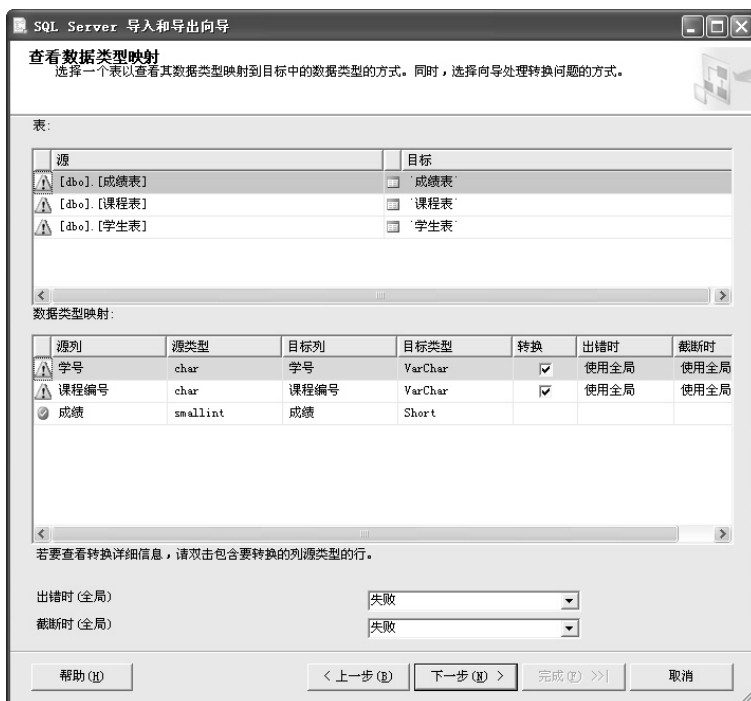 SQL Server 导入和导出向导
查看数据类型映射
选择一个表以查看其数据类型映射到目标中的数据类型的方式。同时，选择向导处理转换问题的方式。
表:
源 目标
[dbo].[成绩表] `成绩表`
[dbo].[课程表] `课程表`
[dbo].[学生表] `学生表`
数据类型映射:
源列 源类型 目标列 目标类型 转换 出错时 截断时
学号 char 学号 VarChar 使用全局 使用全局
课程编号 char 课程编号 VarChar 使用全局 使用全局
成绩 smallint 成绩 Short
若要查看转换详细信息，请双击包含要转换的列源类型的行。
出错时(全局) 失败
截断时(全局) 失败
帮助(H) < 上一步(B) 下一步(N) > 完成(F) >>| 取消